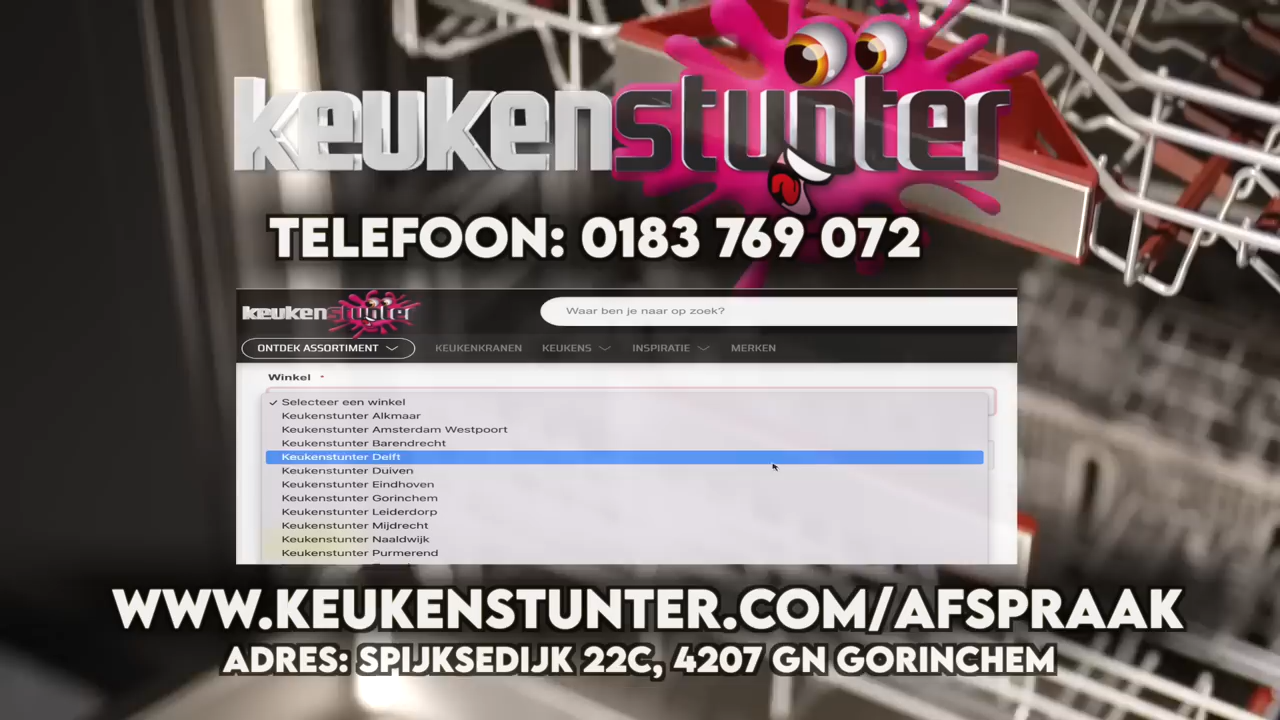 keukenstunter
TELEFOON: 0183 769 072
keukenstunter
Waar ben je naar op zoek?
ONTDEK ASSORTIMENT KEUKENKRANEN KEUKENS INSPIRATIE MERKEN
Winkel *
✓ Selecteer een winkel
Keukenstunter Alkmaar
Keukenstunter Amsterdam Westpoort
Keukenstunter Barendrecht
Keukenstunter Delft
Keukenstunter Duiven
Keukenstunter Eindhoven
Keukenstunter Gorinchem
Keukenstunter Leiderdorp
Keukenstunter Mijdrecht
Keukenstunter Naaldwijk
Keukenstunter Purmerend
WWW.KEUKENSTUNTER.COM/AFSPRAAK
ADRES: SPIJKSEDIJK 22C, 4207 GN GORINCHEM